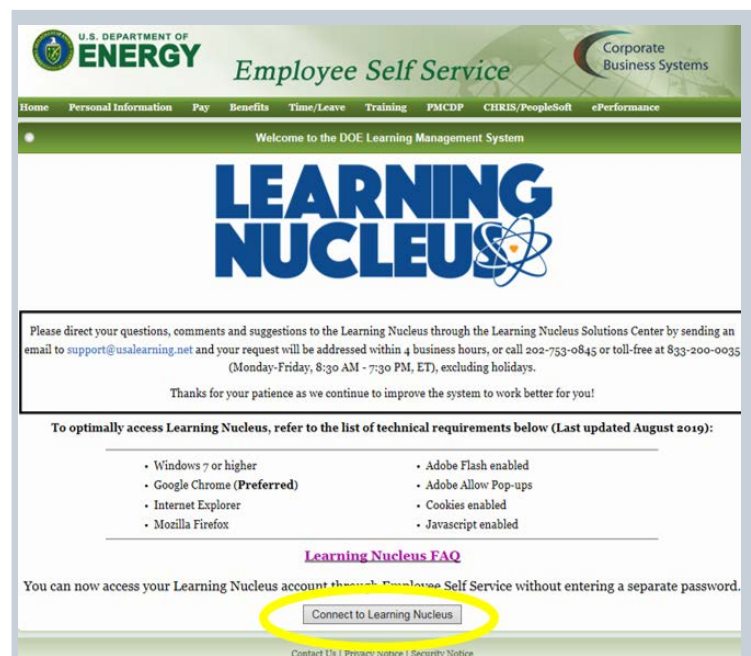 U.S. DEPARTMENT OF
ENERGY
Employee Self Service
Corporate
Business Systems
Home Personal Information Pay Benefits Time/Leave Training PMCDP CHRIS/PeopleSoft ePerformance
Welcome to the DOE Learning Management System
LEARNING
NUCLEUS
Please direct your questions, comments and suggestions to the Learning Nucleus through the Learning Nucleus Solutions Center by sending an
email to support@usalearning.net and your request will be addressed within 4 business hours, or call 202-753-0845 or toll-free at 833-200-0035
(Monday-Friday, 8:30 AM - 7:30 PM, ET), excluding holidays.
Thanks for your patience as we continue to improve the system to work better for you!
To optimally access Learning Nucleus, refer to the list of technical requirements below (Last updated August 2019):
• Windows 7 or higher
• Google Chrome (Preferred)
• Internet Explorer
• Mozilla Firefox
• Adobe Flash enabled
• Adobe Allow Pop-ups
• Cookies enabled
• Javascript enabled
Learning Nucleus FAQ
You can now access your Learning Nucleus account through Employee Self Service without entering a separate password.
Connect to Learning Nucleus
Contact Us | Privacy Notice | Security Notice